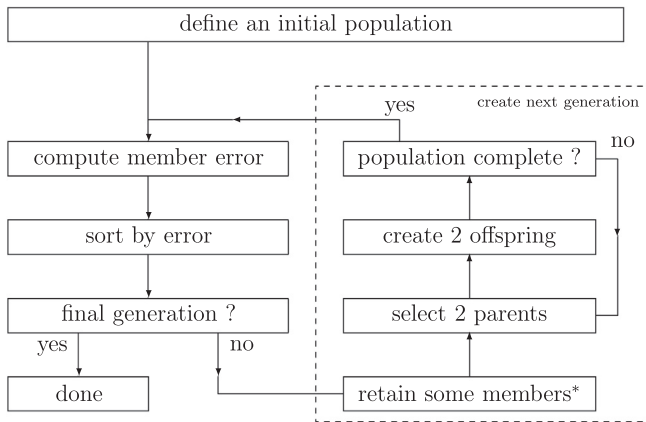 define an initial population
yes
create next generation
compute member error
population complete ?
no
sort by error
create 2 offspring
final generation ?
select 2 parents
yes
no
done
retain some members*